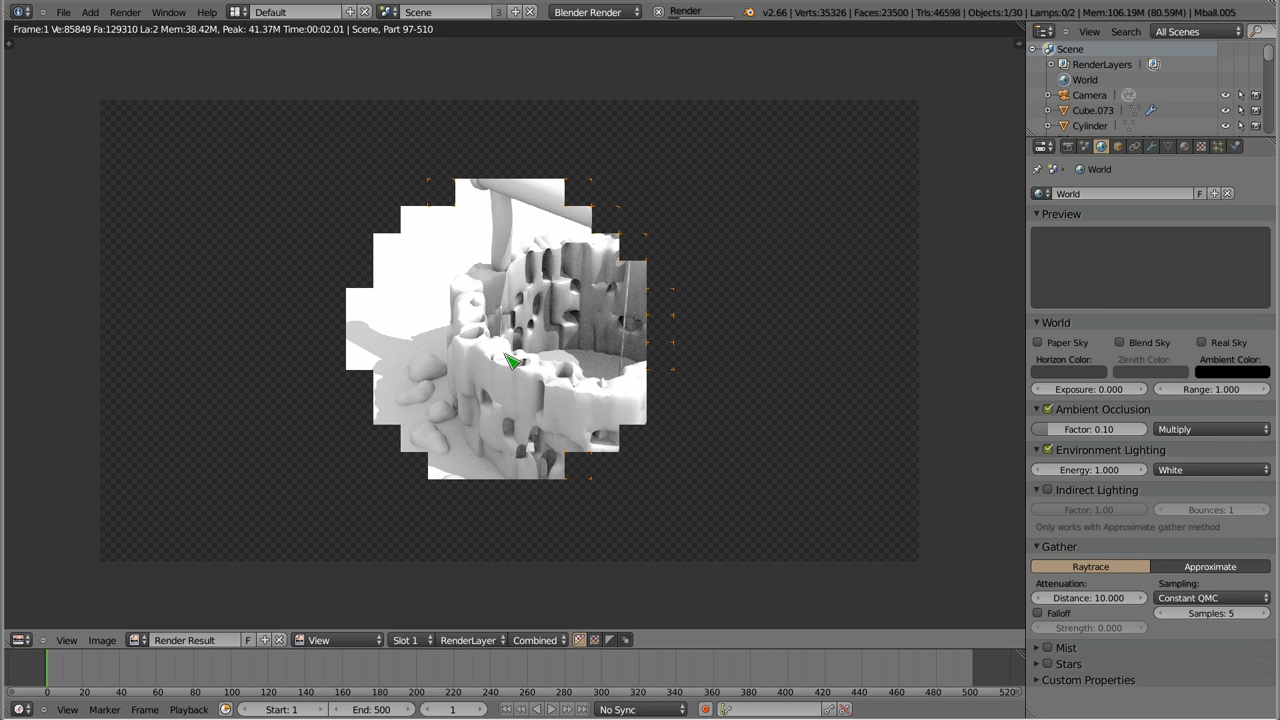 File Add Render Window Help Default Scene 3 Blender Render Render v2.66 | Verts:35326 | Faces:23500 | Tris:46598 | Objects:1/30 | Lamps:0/2 | Mem:106.19M (80.59M) | Mball.005
Frame:1 Ve:85849 Fa:129310 La:2 Mem:38.42M, Peak: 41.37M Time:00:02.01 | Scene, Part 97-510
View Search All Scenes
Scene
RenderLayers
World
Camera
Cube.073
Cylinder
World
World F
Preview
World
Paper Sky Blend Sky Real Sky
Horizon Color: Zenith Color: Ambient Color:
Exposure: 0.000 Range: 1.000
Ambient Occlusion
Factor: 0.10 Multiply
Environment Lighting
Energy: 1.000 White
Indirect Lighting
Factor: 1.00 Bounces: 1
Only works with Approximate gather method
Gather
Raytrace Approximate
Attenuation: Sampling:
Distance: 10.000 Constant QMC
Falloff Samples: 5
Strength: 0.000
Mist
Stars
Custom Properties
View Image Render Result F View Slot 1 RenderLayer Combined
0 20 40 60 80 100 120 140 160 180 200 220 240 260 280 300 320 340 360 380 400 420 440 460 480 500 520
View Marker Frame Playback Start: 1 End: 500 1 No Sync